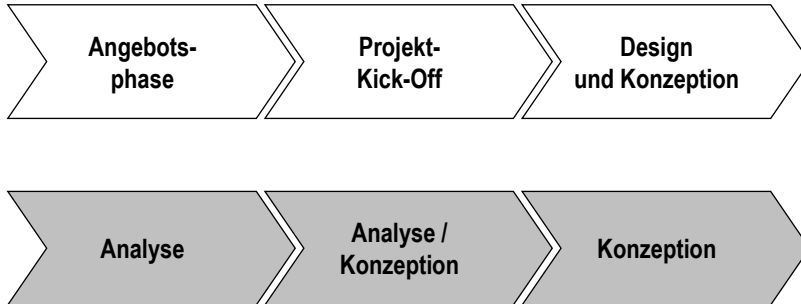 Angebots-
phase
Projekt-
Kick-Off
Design
und Konzeption
Analyse
Analyse /
Konzeption
Konzeption